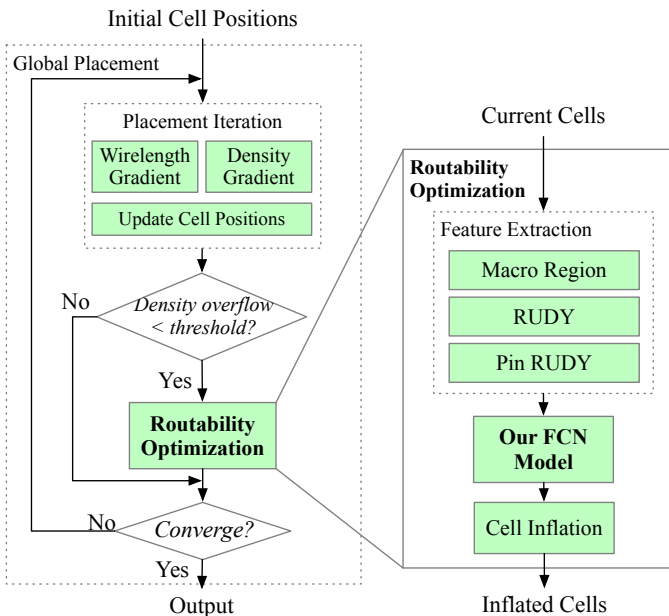 Initial Cell Positions
Global Placement
Placement Iteration
Wirelength
Gradient
Density
Gradient
Update Cell Positions
No
Density overflow
< threshold?
Yes
Routability
Optimization
No
Converge?
Yes
Output
Current Cells
Routability
Optimization
Feature Extraction
Macro Region
RUDY
Pin RUDY
Our FCN
Model
Cell Inflation
Inflated Cells